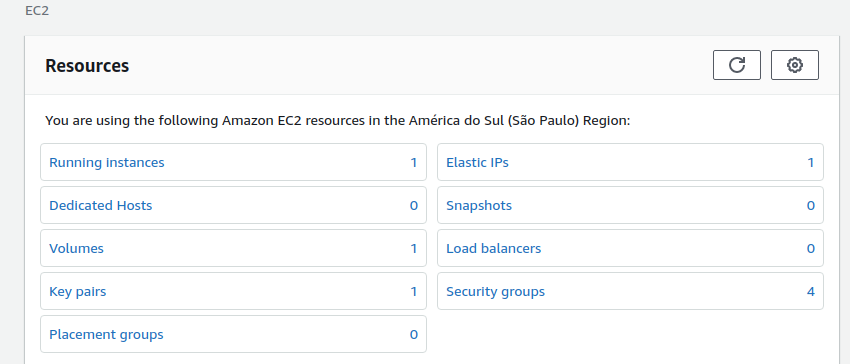 EC2
Resources
You are using the following Amazon EC2 resources in the América do Sul (São Paulo) Region:
Running instances 1
Elastic IPs 1
Dedicated Hosts 0
Snapshots 0
Volumes 1
Load balancers 0
Key pairs 1
Security groups 4
Placement groups 0